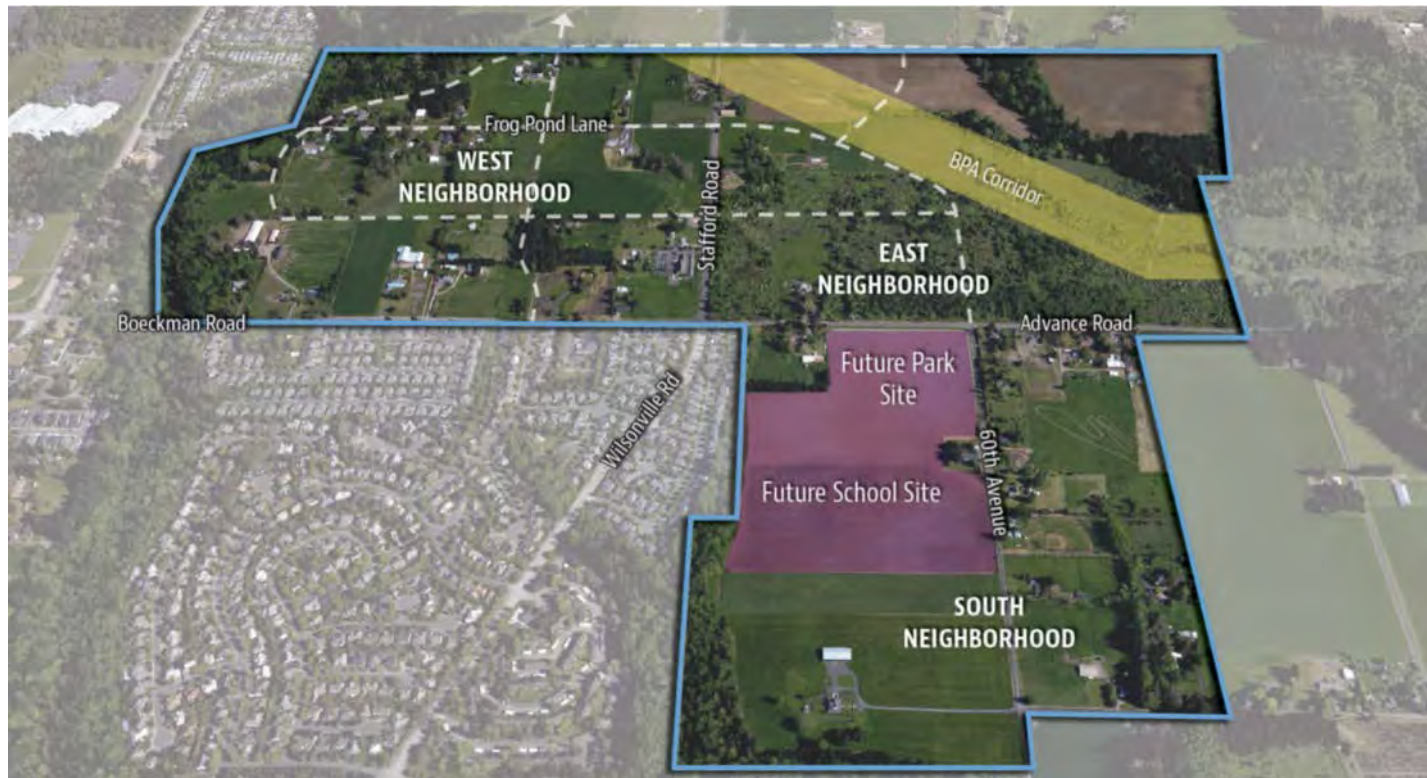 Frog Pond Lane
WEST
NEIGHBORHOOD
Stafford Road
BPA Corridor
EAST
NEIGHBORHOOD
Boeckman Road
Advance Road
Wilsonville Rd
Future Park
Site
60th Avenue
Future School Site
SOUTH
NEIGHBORHOOD